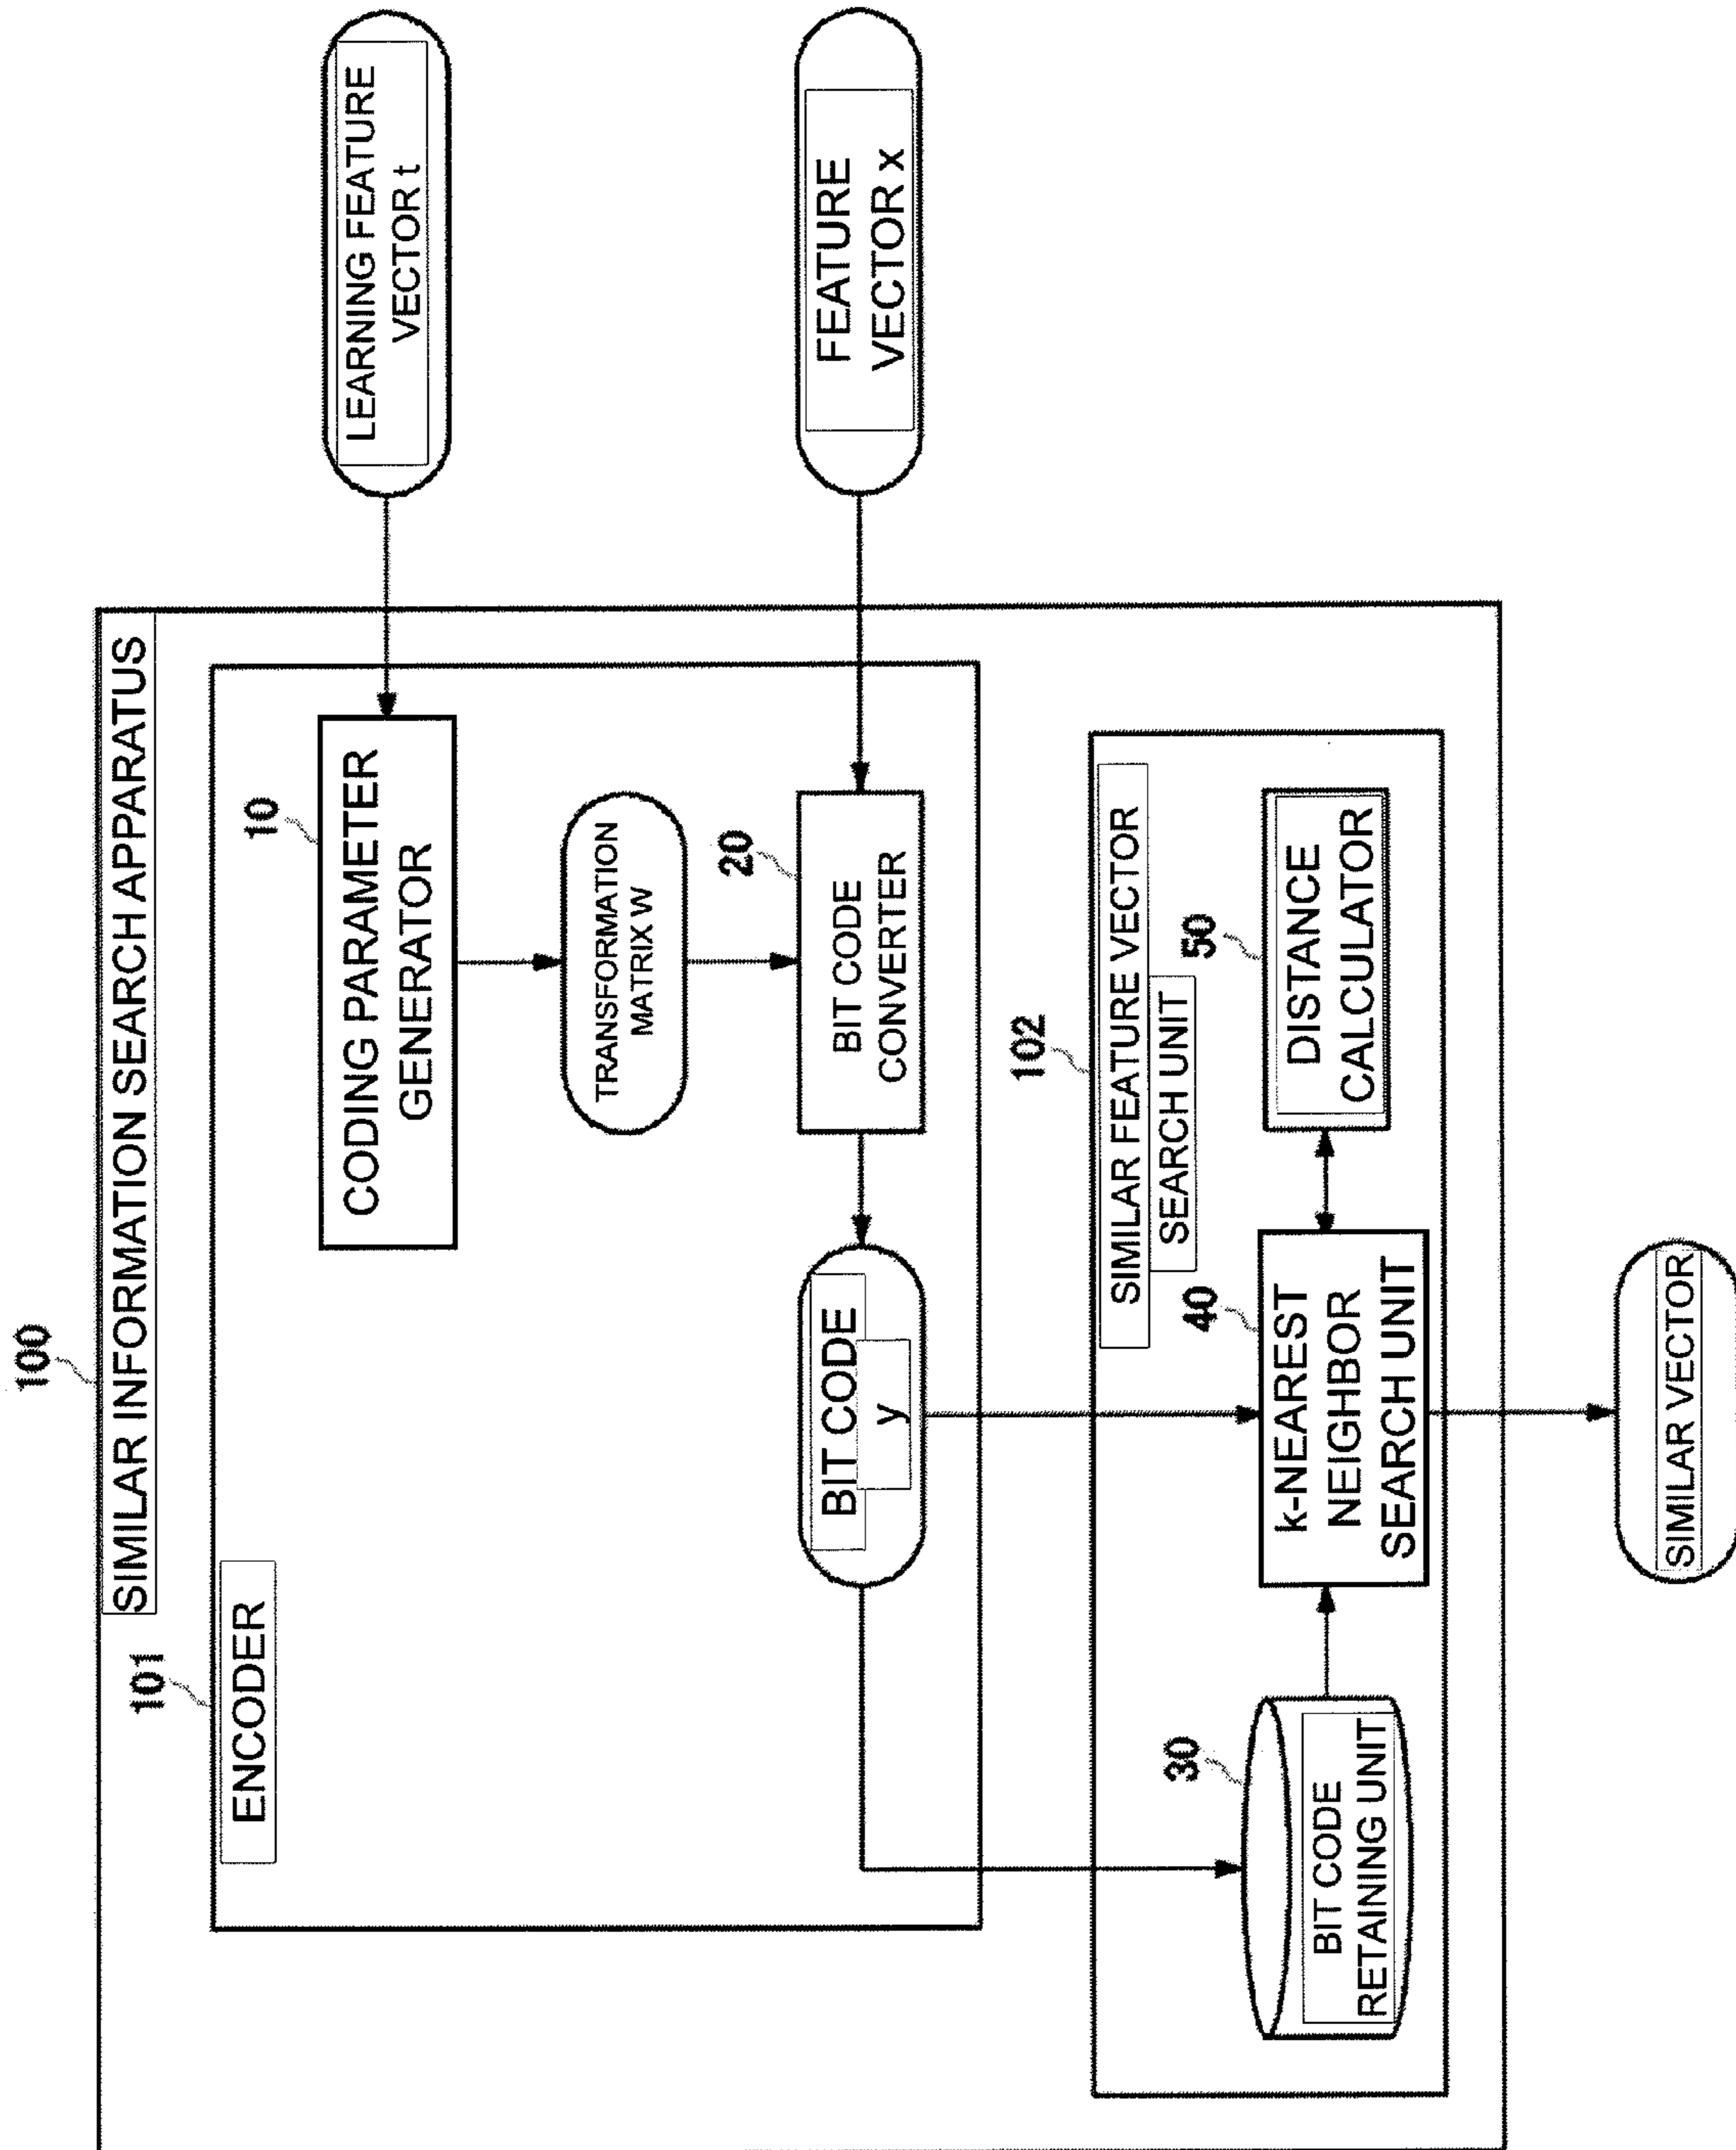 100
SIMILAR INFORMATION SEARCH APPARATUS
101
ENCODER
10
CODING PARAMETER
GENERATOR
LEARNING FEATURE
VECTOR t
TRANSFORMATION
MATRIX W
20
BIT CODE
CONVERTER
FEATURE
VECTOR x
BIT CODE
y
102
SIMILAR FEATURE VECTOR
SEARCH UNIT
30
BIT CODE
RETAINING UNIT
40
k-NEAREST
NEIGHBOR
SEARCH UNIT
50
DISTANCE
CALCULATOR
SIMILAR VECTOR